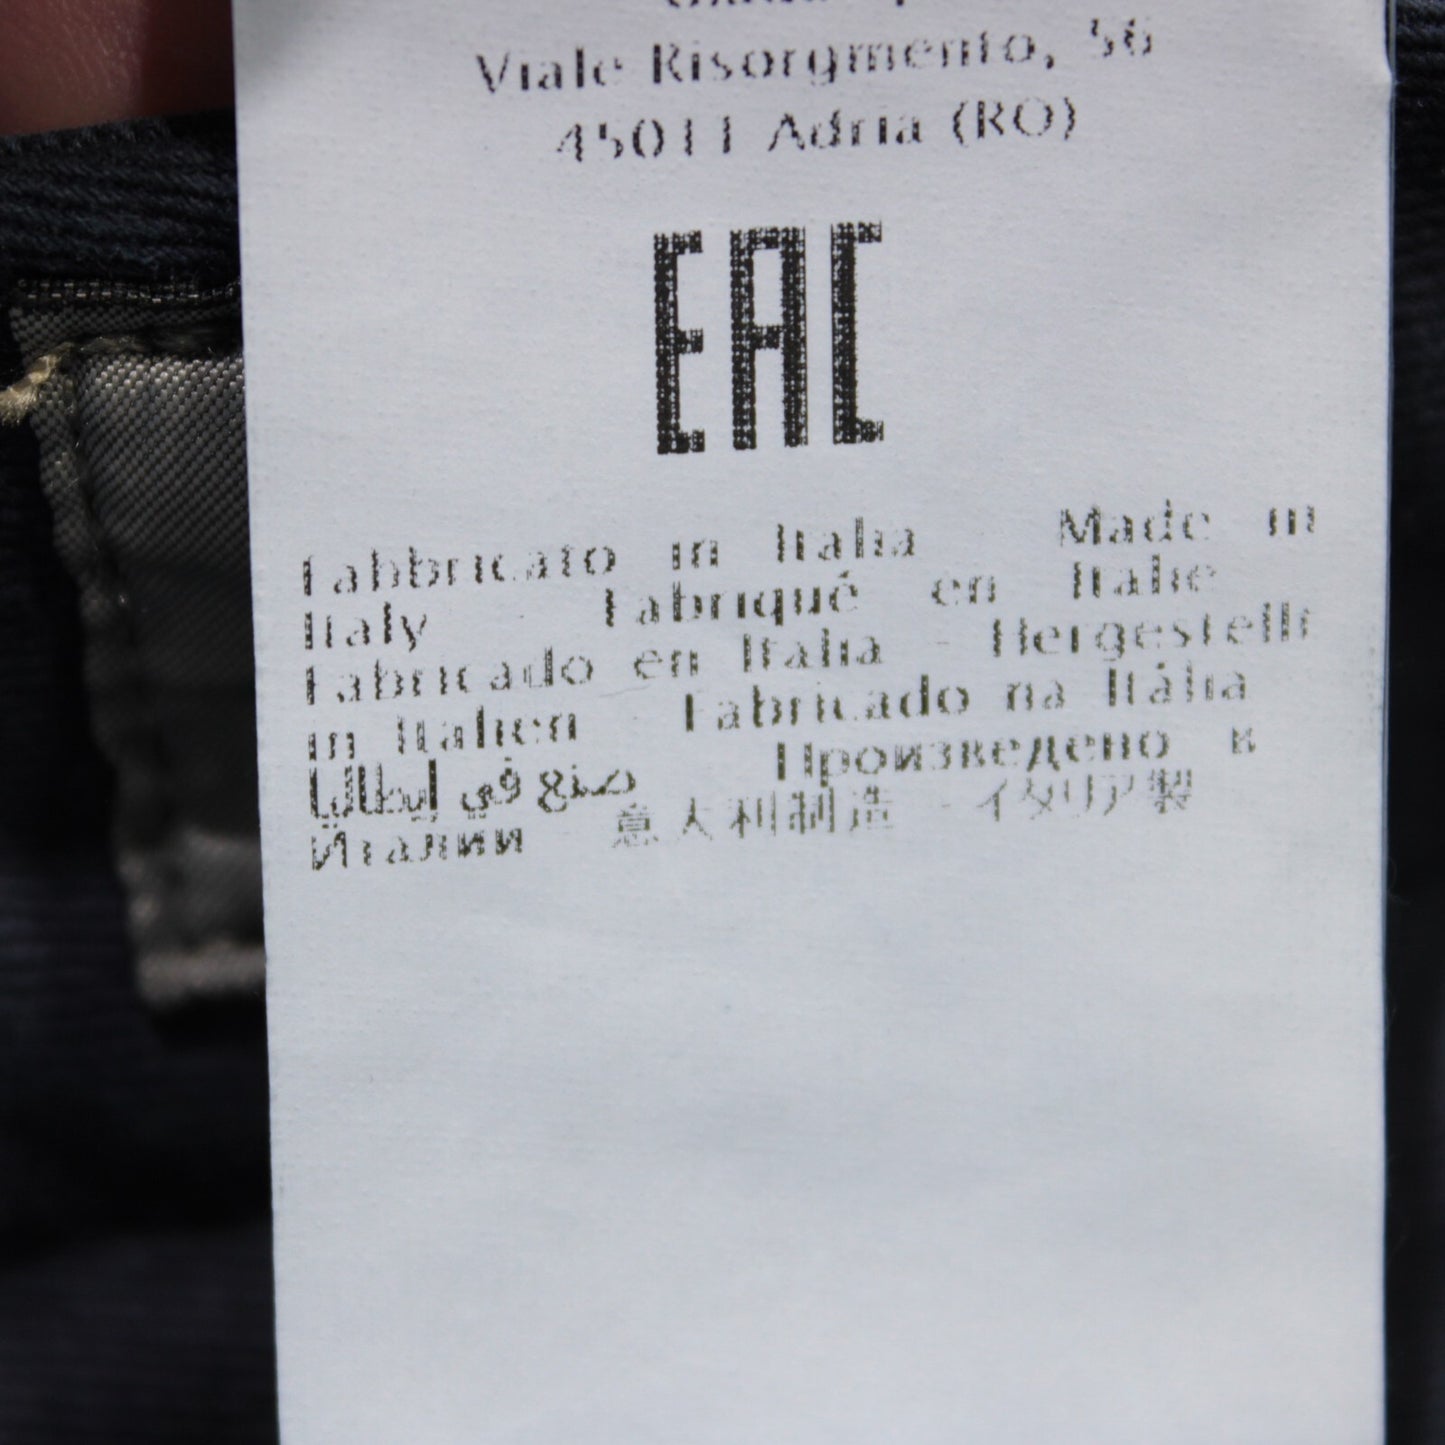 Viale Risorgmento, 56
45011 Adria (RO)
EAC
Fabbricato in Italia Made in
Italy Fabriqué en Italie
Fabricado en Italia - Hergestellt
in Italien Fabricado na Itália
صنع في إيطاليا Произведено в
Италии 意大利制造 - イタリア製